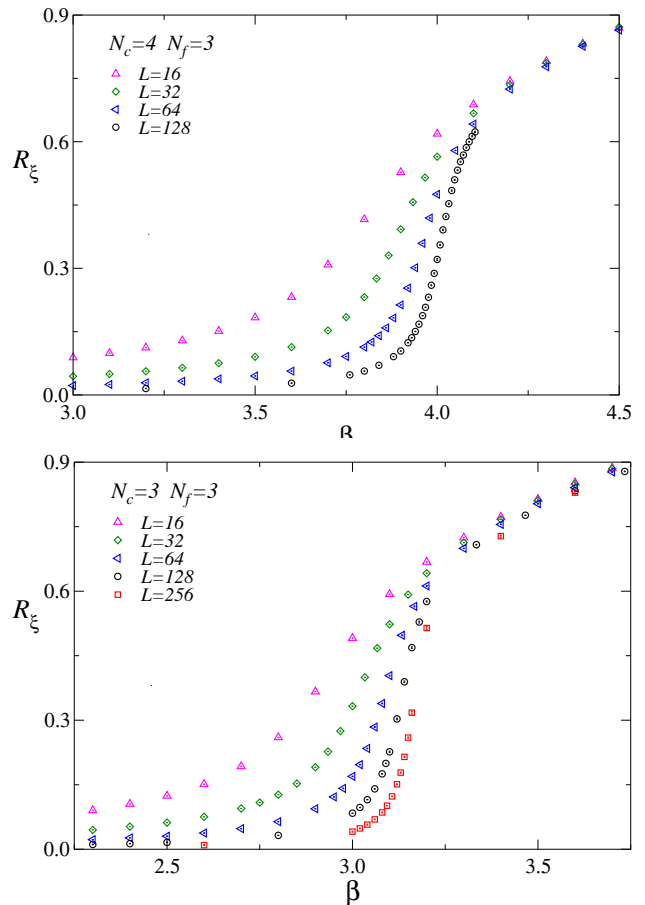 0.9
N_c=4 N_f=3
L=16
L=32
L=64
L=128
0.6
R_ξ
0.3
0.0
3.0 3.5 4.0 4.5
β
0.9
N_c=3 N_f=3
L=16
L=32
L=64
L=128
L=256
0.6
R_ξ
0.3
0.0
2.5 3.0 3.5
β